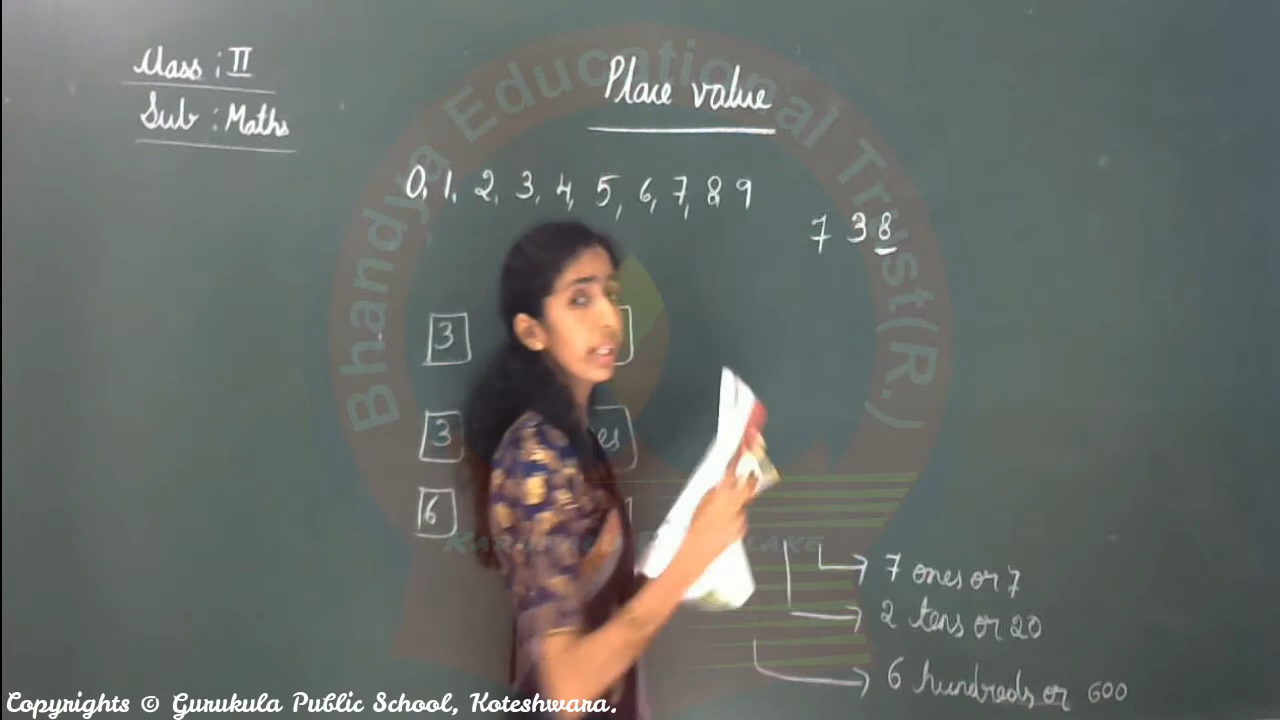 Class : II
Sub : Maths
Place value
0, 1, 2, 3, 4, 5, 6, 7, 8, 9
7 3 8
3
3
6
7 ones or 7
2 tens or 20
6 hundreds or 600
Bhandya Educational Trust(R.)
Copyrights © Gurukula Public School, Koteshwara.